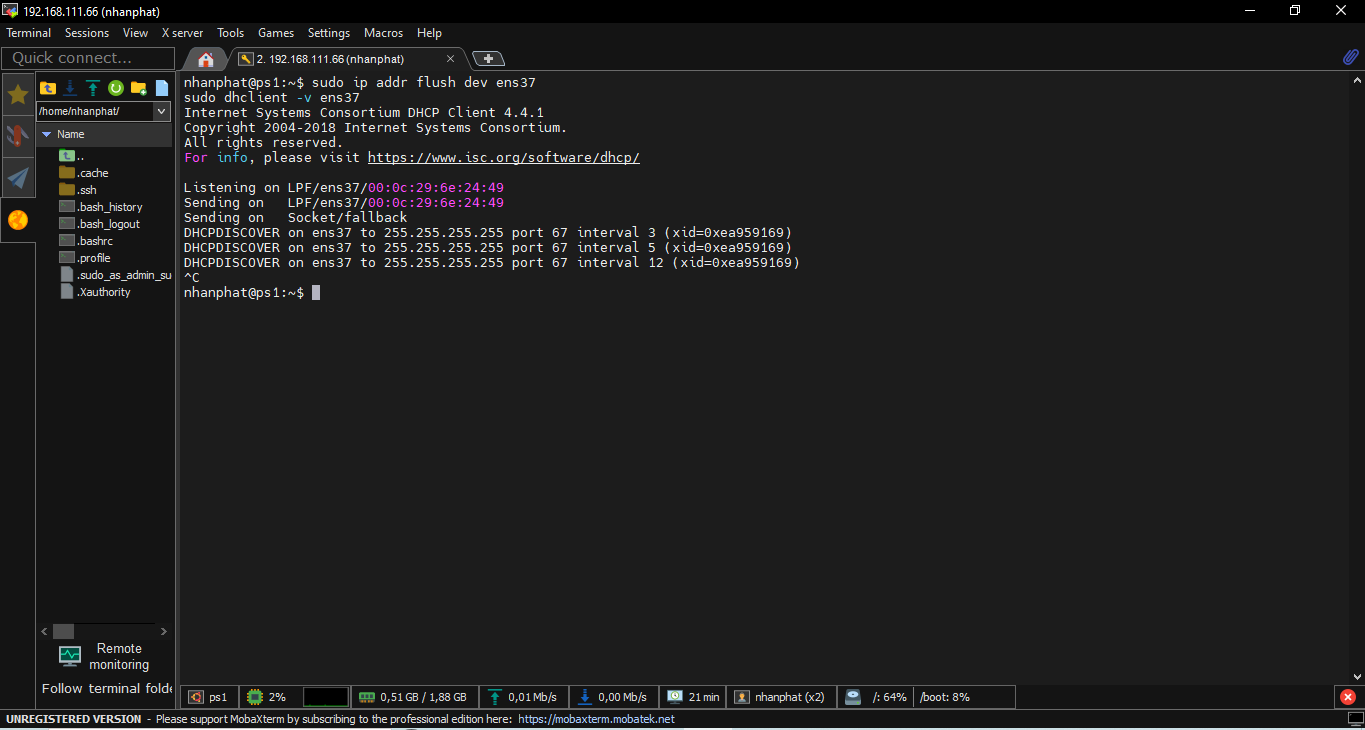 192.168.111.66 (nhanphat)
Terminal Sessions View X server Tools Games Settings Macros Help
Quick connect...
2. 192.168.111.66 (nhanphat)
/home/nhanphat/
Name
..
.cache
.ssh
.bash_history
.bash_logout
.bashrc
.profile
.sudo_as_admin_su
.Xauthority
Remote
monitoring
Follow terminal folde
nhanphat@ps1:~$ sudo ip addr flush dev ens37
sudo dhclient -v ens37
Internet Systems Consortium DHCP Client 4.4.1
Copyright 2004-2018 Internet Systems Consortium.
All rights reserved.
For info, please visit https://www.isc.org/software/dhcp/
Listening on LPF/ens37/00:0c:29:6e:24:49
Sending on   LPF/ens37/00:0c:29:6e:24:49
Sending on   Socket/fallback
DHCPDISCOVER on ens37 to 255.255.255.255 port 67 interval 3 (xid=0xea959169)
DHCPDISCOVER on ens37 to 255.255.255.255 port 67 interval 5 (xid=0xea959169)
DHCPDISCOVER on ens37 to 255.255.255.255 port 67 interval 12 (xid=0xea959169)
^C
nhanphat@ps1:~$
ps1 2% 0,51 GB / 1,88 GB 0,01 Mb/s 0,00 Mb/s 21 min nhanphat (x2) /: 64% /boot: 8%
UNREGISTERED VERSION - Please support MobaXterm by subscribing to the professional edition here: https://mobaxterm.mobatek.net